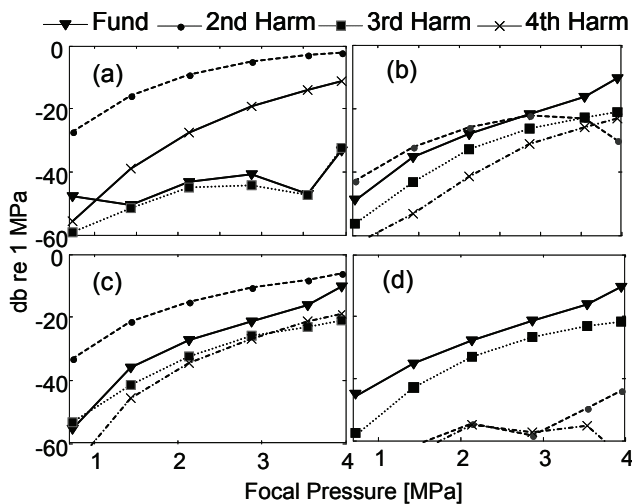 Fund 2nd Harm 3rd Harm 4th Harm
0 (a) (b)
-20
-40
-60
0
(c) (d)
-20
-40
-60
1 2 3 4 1 2 3 4
db re 1 MPa
Focal Pressure [MPa]